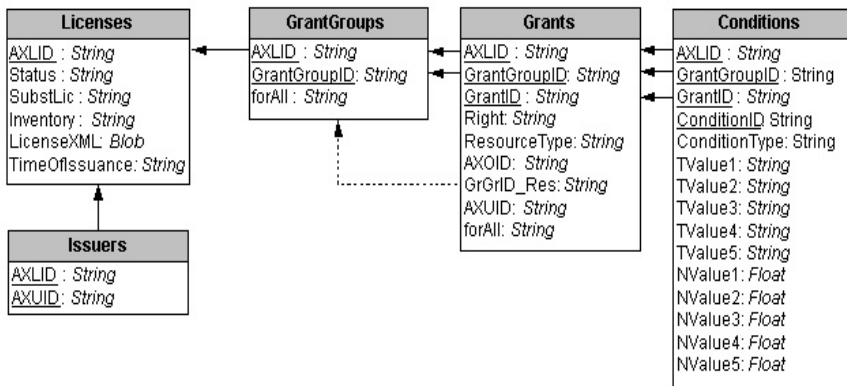 Licenses
AXLID : String
Status : String
SubstLic : String
Inventory : String
LicenseXML: Blob
TimeOfIssuance: String
Issuers
AXLID : String
AXUID : String
GrantGroups
AXLID : String
GrantGroupID: String
forAll : String
Grants
AXLID : String
GrantGroupID: String
GrantID : String
Right: String
ResourceType: String
AXOID: String
GrGrID_Res: String
AXUID: String
forAll: String
Conditions
AXLID : String
GrantGroupID : String
GrantID : String
ConditionID String
ConditionType: String
TValue1: String
TValue2: String
TValue3: String
TValue4: String
TValue5: String
NValue1: Float
NValue2: Float
NValue3: Float
NValue4: Float
NValue5: Float